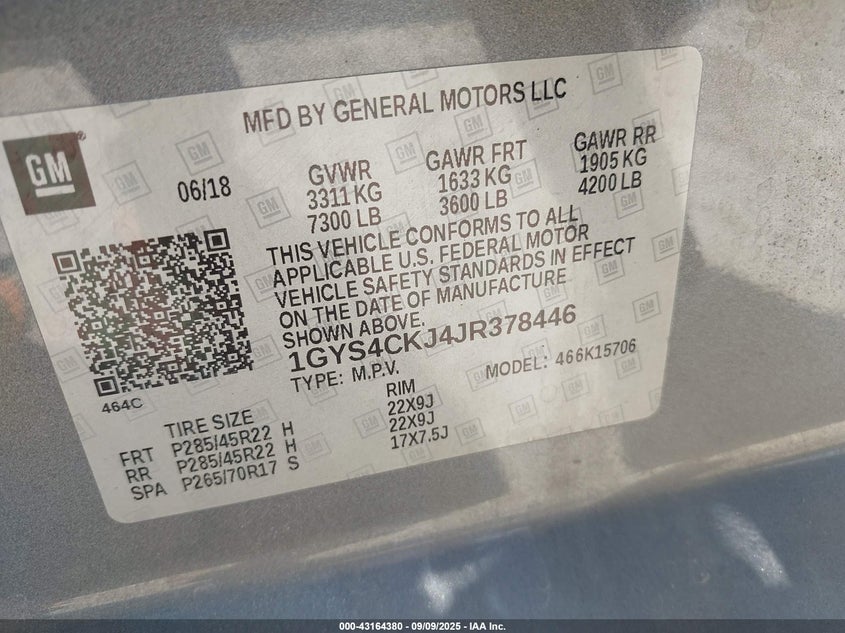 MFD BY GENERAL MOTORS LLC
GM
®
06/18
GVWR
3311 KG
7300 LB
GAWR FRT
1633 KG
3600 LB
GAWR RR
1905 KG
4200 LB
THIS VEHICLE CONFORMS TO ALL
APPLICABLE U.S. FEDERAL MOTOR
VEHICLE SAFETY STANDARDS IN EFFECT
ON THE DATE OF MANUFACTURE
SHOWN ABOVE.
1GYS4CKJ4JR378446
TYPE: M.P.V.
MODEL: 466K15706
464C
TIRE SIZE RIM
FRT P285/45R22 H 22X9J
RR P285/45R22 H 22X9J
SPA P265/70R17 S 17X7.5J
000-43164380 - 09/09/2025 - IAA Inc.